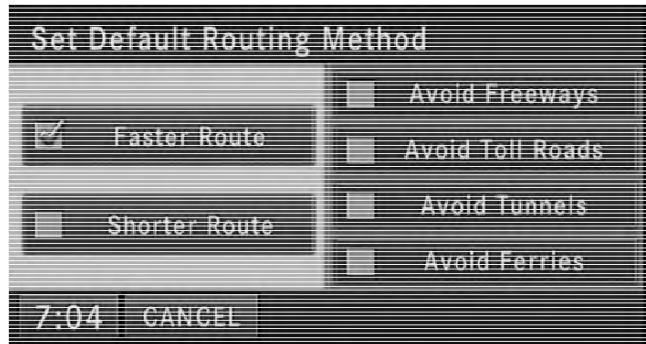 Set Default Routing Method
Faster Route
Shorter Route
Avoid Freeways
Avoid Toll Roads
Avoid Tunnels
Avoid Ferries
7:04 CANCEL